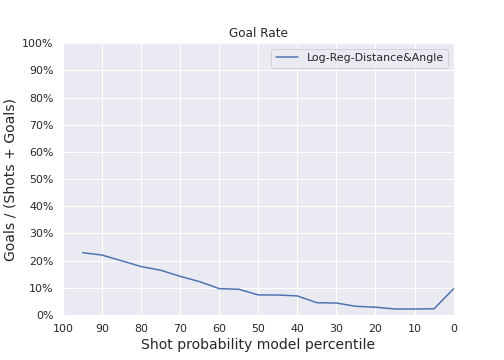 Goal Rate
100%
90%
80%
70%
60%
50%
40%
30%
20%
10%
0%
Goals / (Shots + Goals)
Log-Reg-Distance&Angle
100 90 80 70 60 50 40 30 20 10 0
Shot probability model percentile